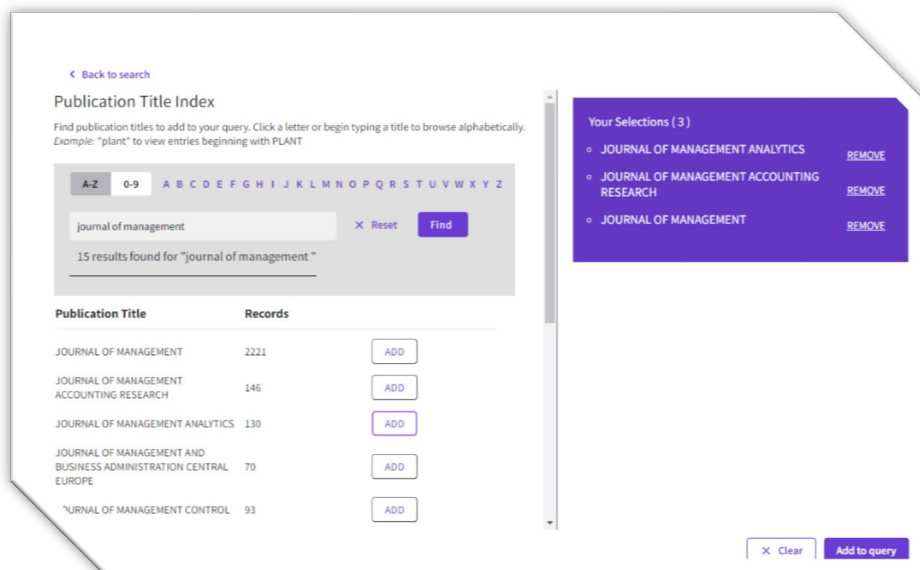 Back to search
Publication Title Index
Find publication titles to add to your query. Click a letter or begin typing a title to browse alphabetically.
Example: "plant" to view entries beginning with PLANT
A-Z 0-9 A B C D E F G H I J K L M N O P Q R S T U V W X Y Z
journal of management × Reset Find
15 results found for "journal of management "
Publication Title Records
JOURNAL OF MANAGEMENT 2221 ADD
JOURNAL OF MANAGEMENT
ACCOUNTING RESEARCH 146 ADD
JOURNAL OF MANAGEMENT ANALYTICS 130 ADD
JOURNAL OF MANAGEMENT AND
BUSINESS ADMINISTRATION CENTRAL 70 ADD
EUROPE
JOURNAL OF MANAGEMENT CONTROL 93 ADD
Your Selections ( 3 )
JOURNAL OF MANAGEMENT ANALYTICS REMOVE
JOURNAL OF MANAGEMENT ACCOUNTING
RESEARCH REMOVE
JOURNAL OF MANAGEMENT REMOVE
× Clear Add to query